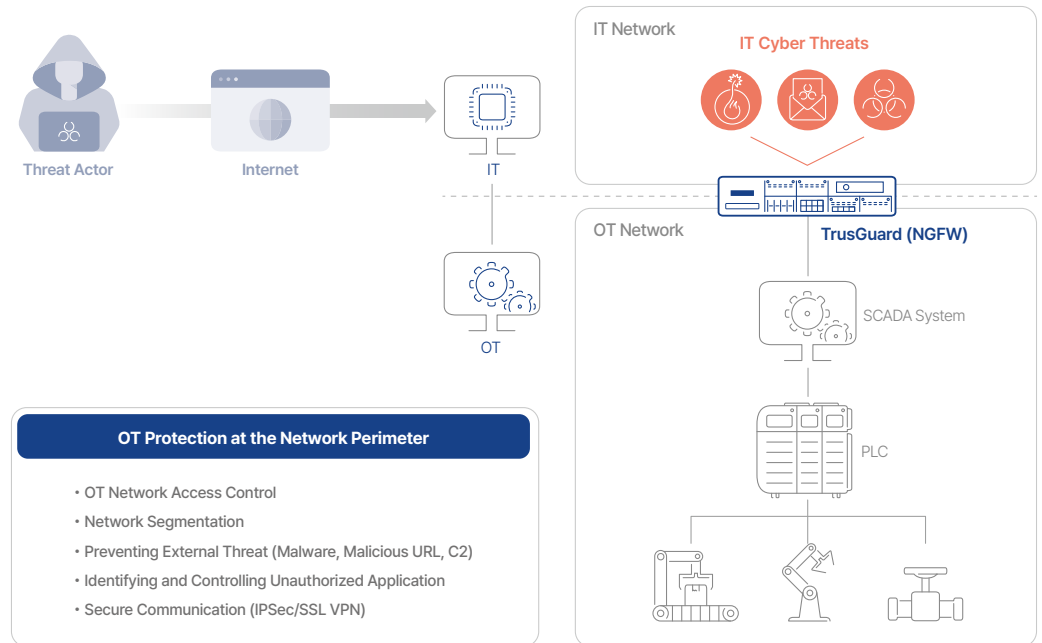 IT Network
IT Cyber Threats
Threat Actor
Internet
IT
OT Network
TrusGuard (NGFW)
SCADA System
OT
PLC
OT Protection at the Network Perimeter
• OT Network Access Control
• Network Segmentation
• Preventing External Threat (Malware, Malicious URL, C2)
• Identifying and Controlling Unauthorized Application
• Secure Communication (IPSec/SSL VPN)